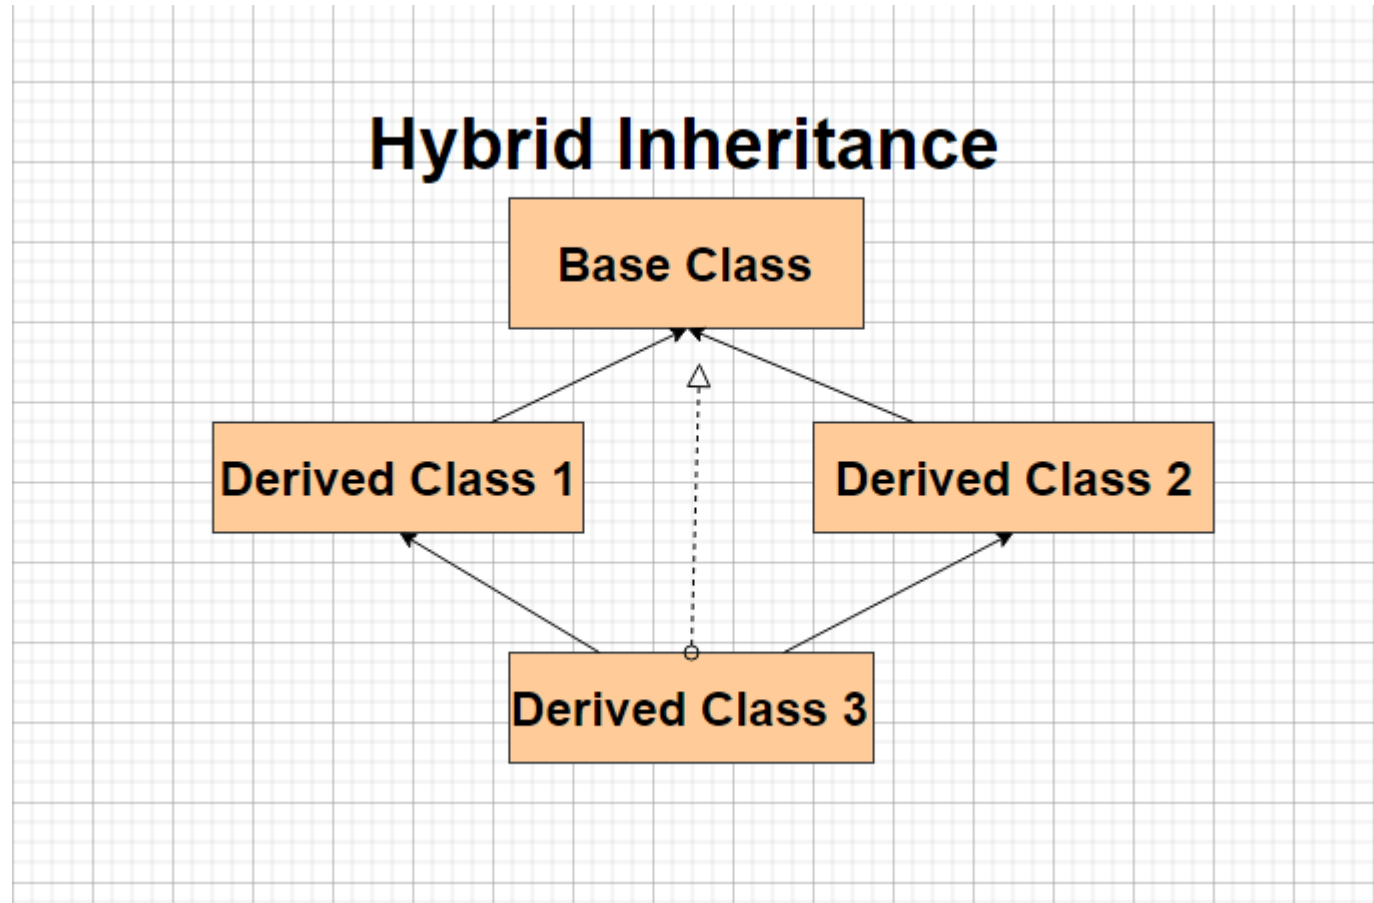 Hybrid Inheritance
Base Class
Derived Class 1
Derived Class 2
Derived Class 3